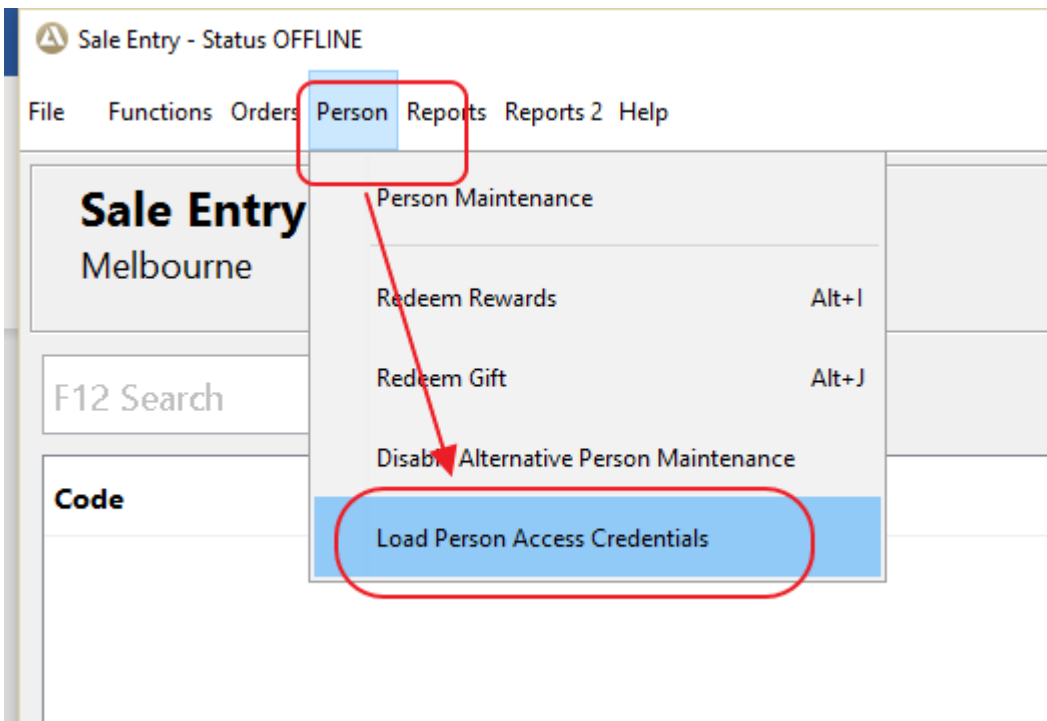 Sale Entry - Status OFFLINE
File Functions Orders Person Reports Reports 2 Help
Sale Entry
Melbourne
Person Maintenance
Redeem Rewards Alt+I
Redeem Gift Alt+J
F12 Search
Disable Alternative Person Maintenance
Code
Load Person Access Credentials